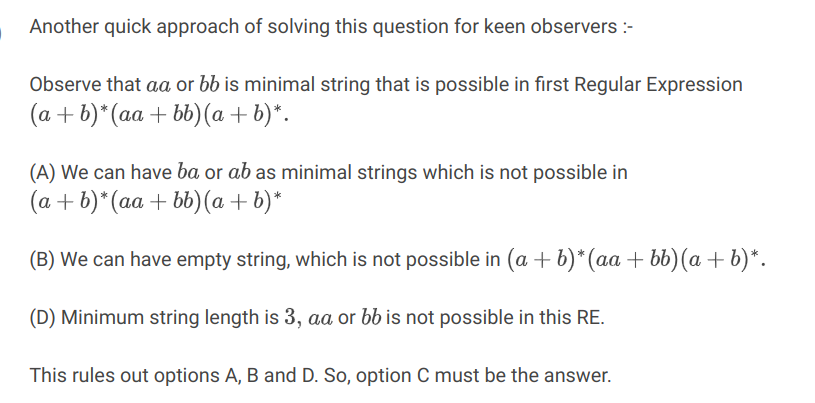 Another quick approach of solving this question for keen observers :-
Observe that aa or bb is minimal string that is possible in first Regular Expression
(a + b)*(aa + bb)(a + b)*.
(A) We can have ba or ab as minimal strings which is not possible in
(a + b)*(aa + bb)(a + b)*
(B) We can have empty string, which is not possible in (a + b)*(aa + bb)(a + b)*.
(D) Minimum string length is 3, aa or bb is not possible in this RE.
This rules out options A, B and D. So, option C must be the answer.